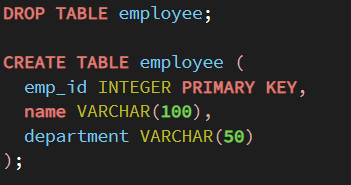 DROP TABLE employee;
CREATE TABLE employee (
emp_id INTEGER PRIMARY KEY,
name VARCHAR(100),
department VARCHAR(50)
);